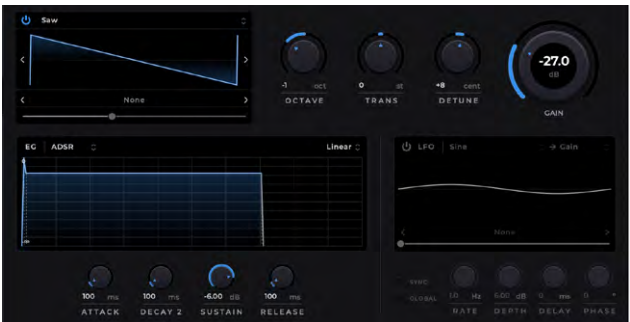 Saw
None
-1 oct
OCTAVE
0 st
TRANS
+8 cent
DETUNE
-27.0
dB
GAIN
EG ADSR Linear
LFO Sine → Gain
None
100 ms
ATTACK
100 ms
DECAY 2
-6.00 dB
SUSTAIN
100 ms
RELEASE
SYNC
GLOBAL
1.0 Hz
RATE
6.00 dB
DEPTH
0 ms
DELAY
0 °
PHASE